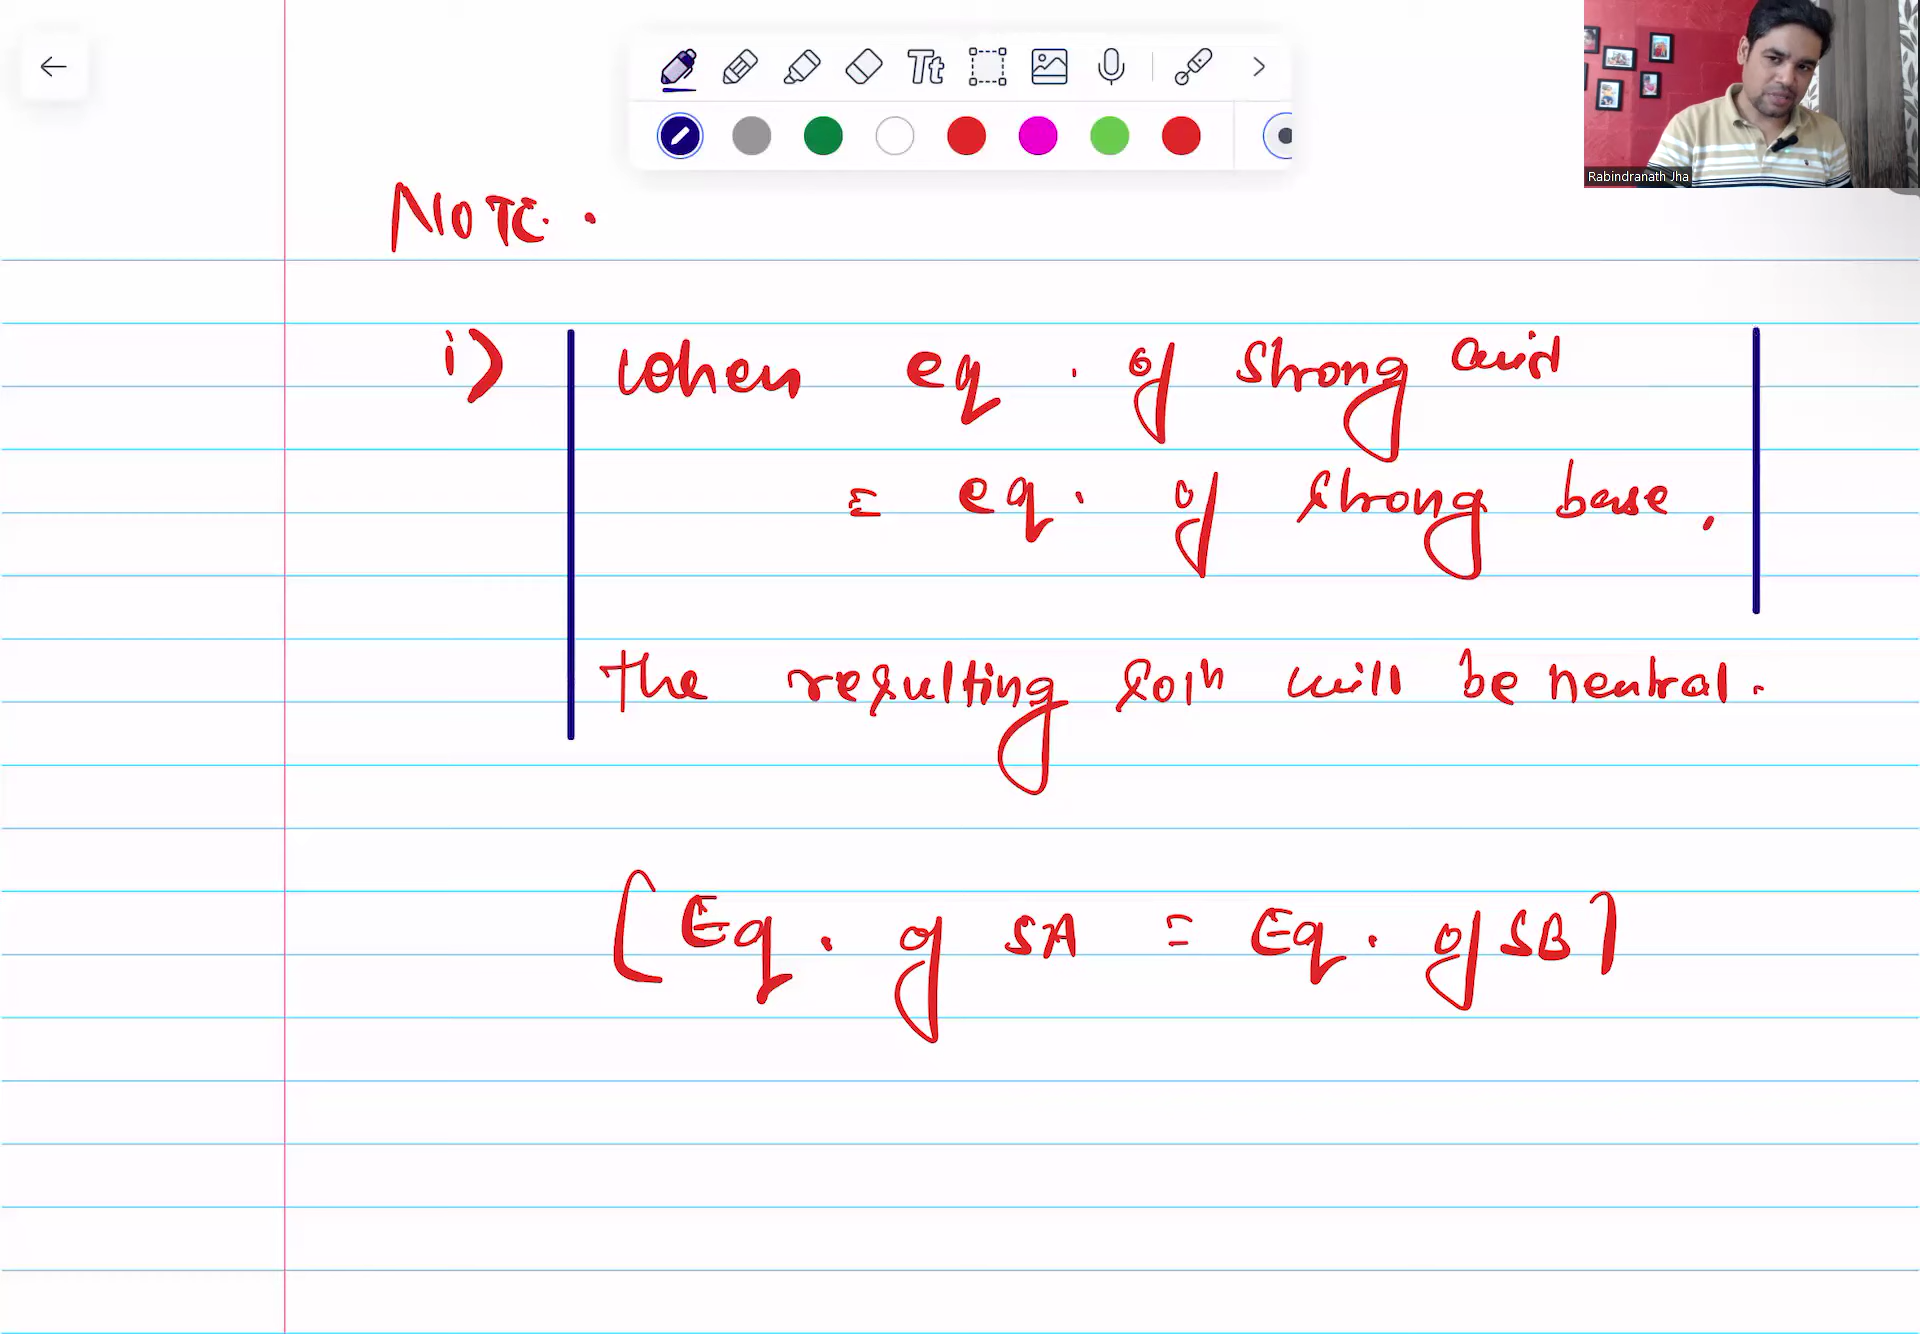 Tt
Rabindranath Jha
NOTE.
i) When eq. of strong acid
= eq. of strong base.
The resulting soln will be neutral.
[Eq. of SA = Eq. of SB]